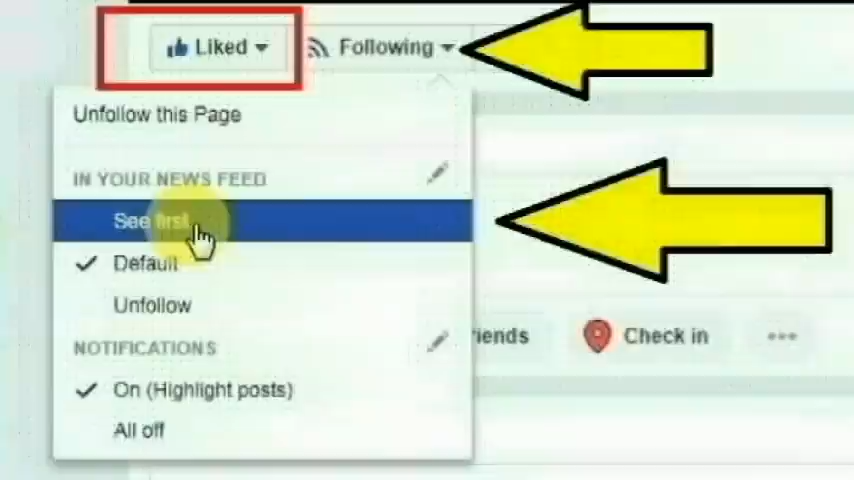 Liked Following
Unfollow this Page
IN YOUR NEWS FEED
See first
Default
Unfollow
NOTIFICATIONS
riends Check in
On (Highlight posts)
All off